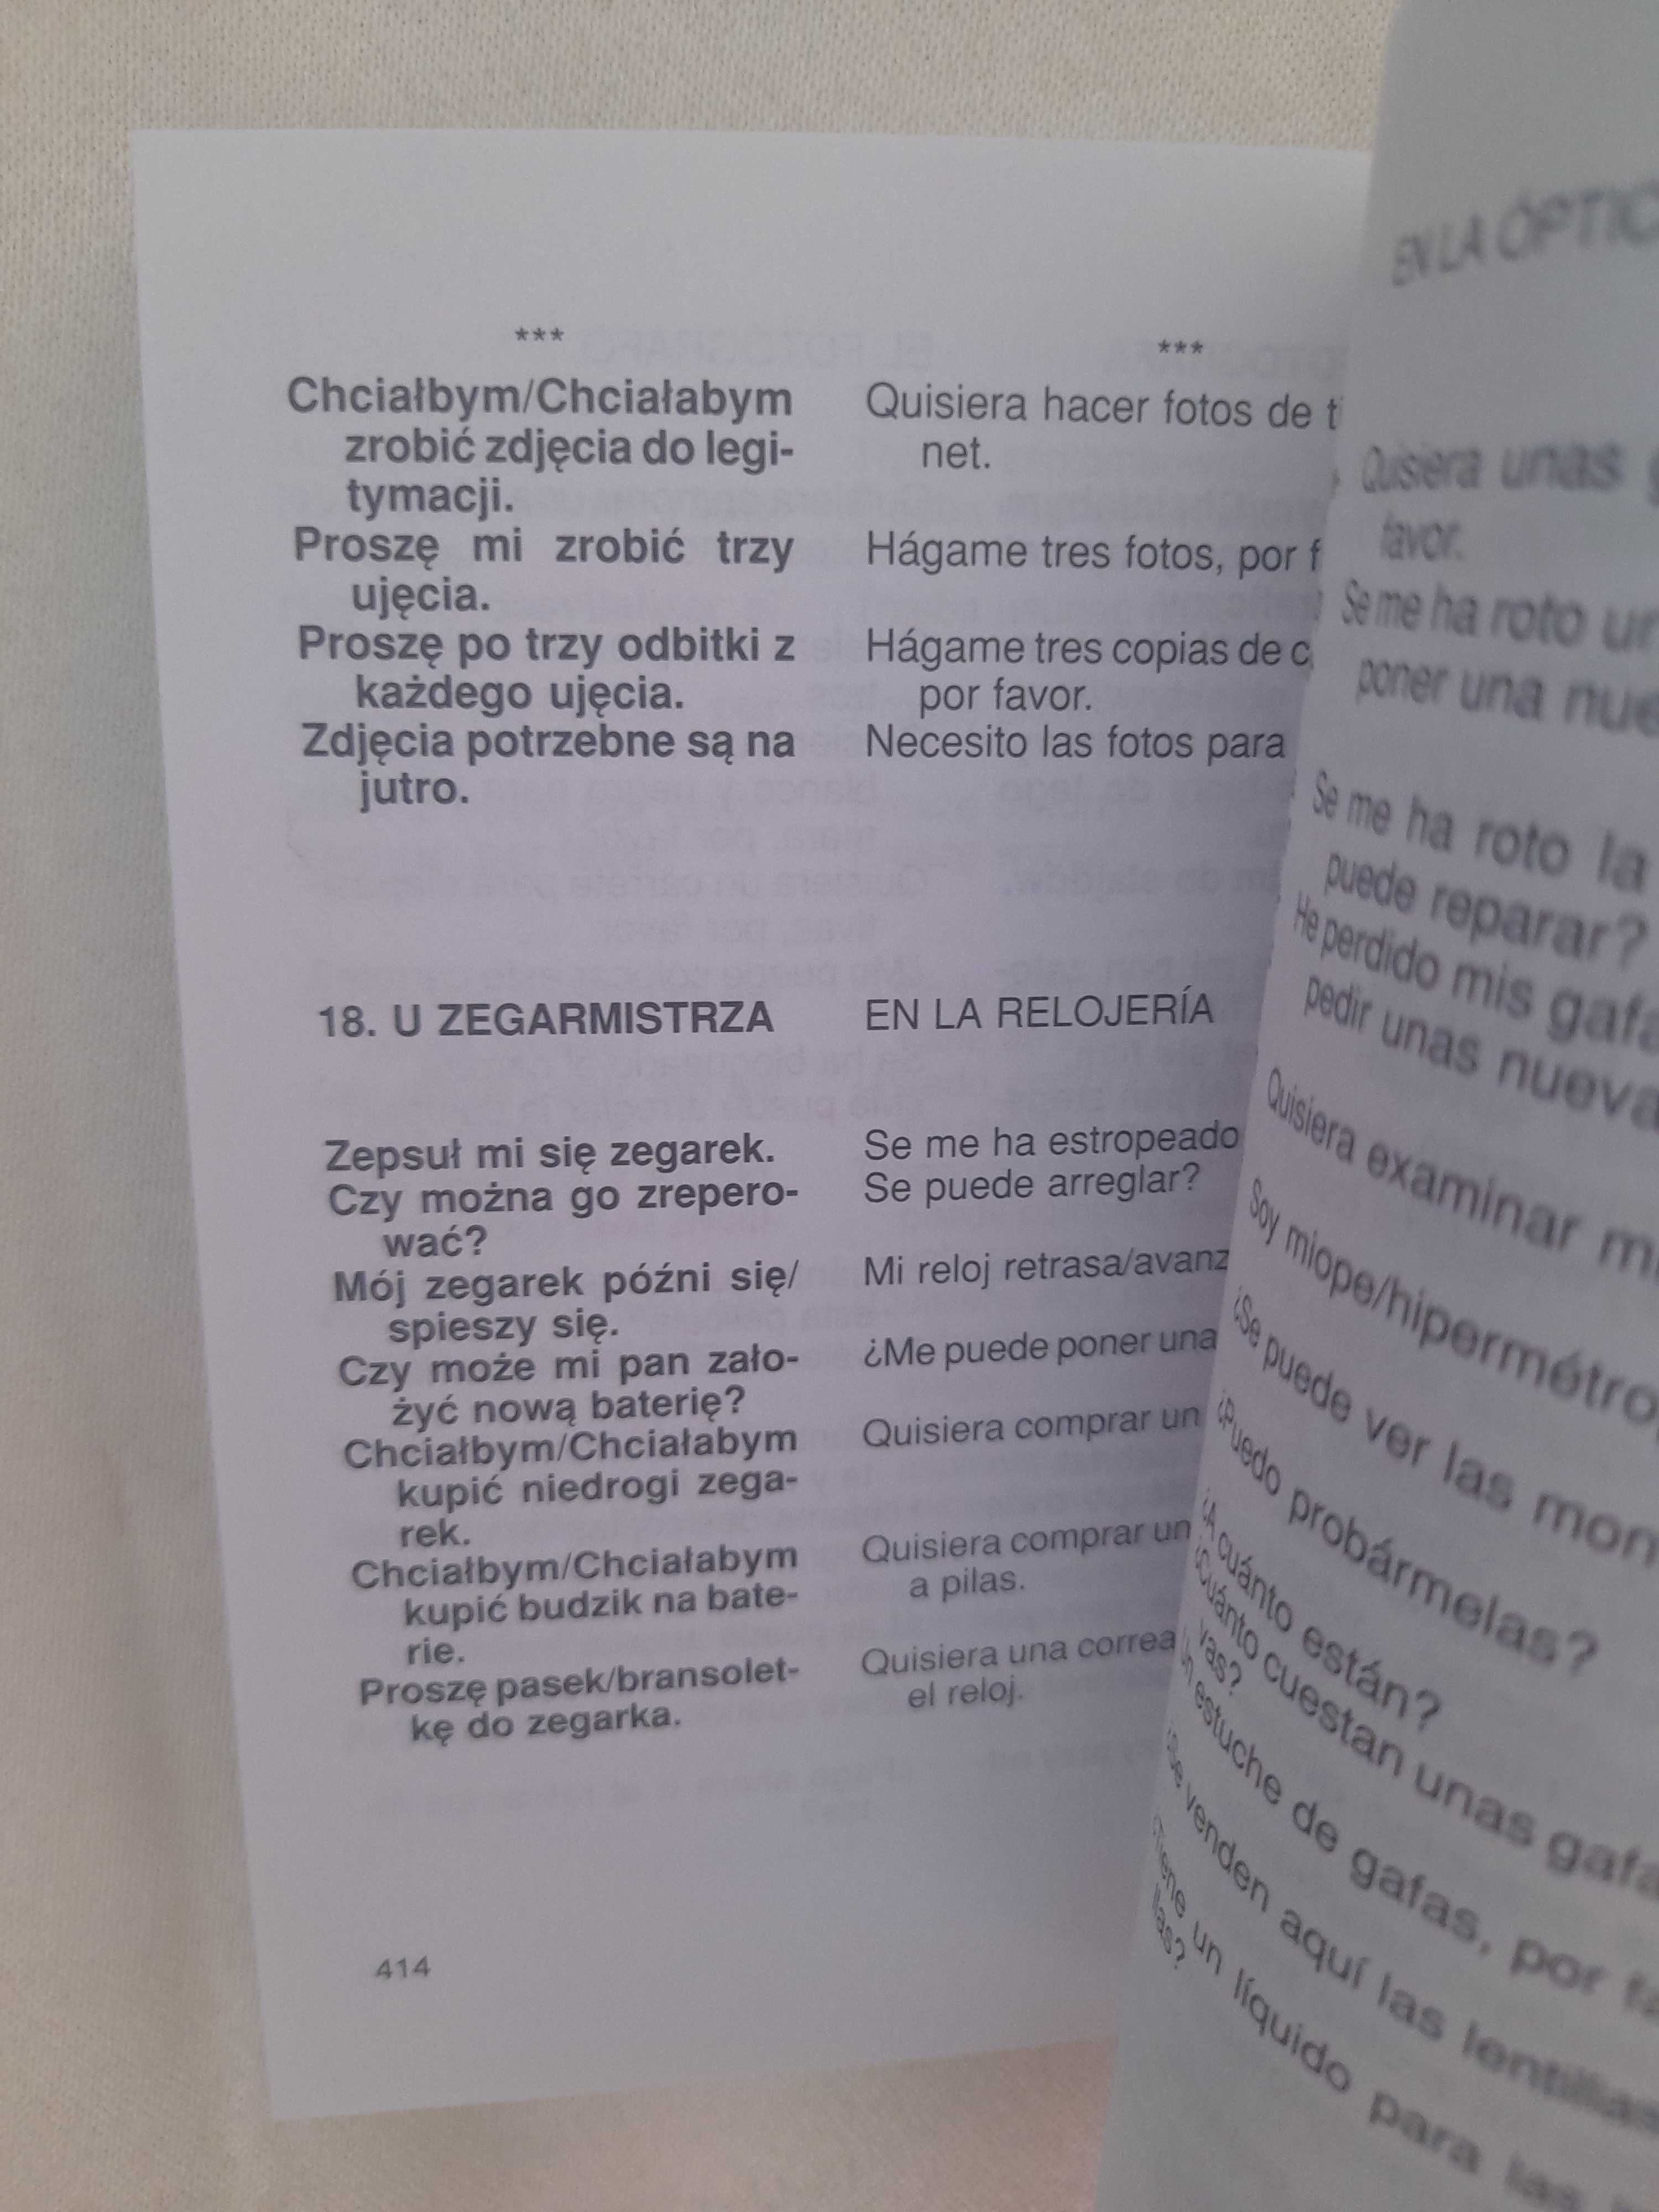 ***
Chciałbym/Chciałabym
zrobić zdjęcia do legi-
tymacji.
Proszę mi zrobić trzy
ujęcia.
Proszę po trzy odbitki z
każdego ujęcia.
Zdjęcia potrzebne są na
jutro.
***
Quisiera hacer fotos de
net.
Hágame tres fotos, por
Hágame tres copias de
por favor.
Necesito las fotos para
18. U ZEGARMISTRZA
EN LA RELOJERÍA
Zepsuł mi się zegarek.
Czy można go zrepero-
wać?
Mój zegarek późni się/
spieszy się.
Czy może mi pan zało-
żyć nową baterię?
Chciałbym/Chciałabym
kupić niedrogi zega-
rek.
Chciałbym/Chciałabym
kupić budzik na bate-
rie.
Proszę pasek/bransolet-
kę do zegarka.
Se me ha estropeado
Se puede arreglar?
Mi reloj retrasa/avanz
¿Me puede poner una
Quisiera comprar un
Quisiera comprar un
a pilas.
Quisiera una correa
el reloj.
414
EN LA ÓPTIC
Quisiera unas
favor.
Se me ha roto
poner una
Se me ha roto la
puede reparar?
He perdido mis
pedir unas
Quisiera examinar
Soy miope/hipermétro
¿Se puede ver las
¿Puedo probármelas?
¿A cuánto están?
¿Cuánto cuestan unas
vas?
estuche de gafas, por
¿Se venden aquí las lentillas
¿Tiene un líquido para las
llas?